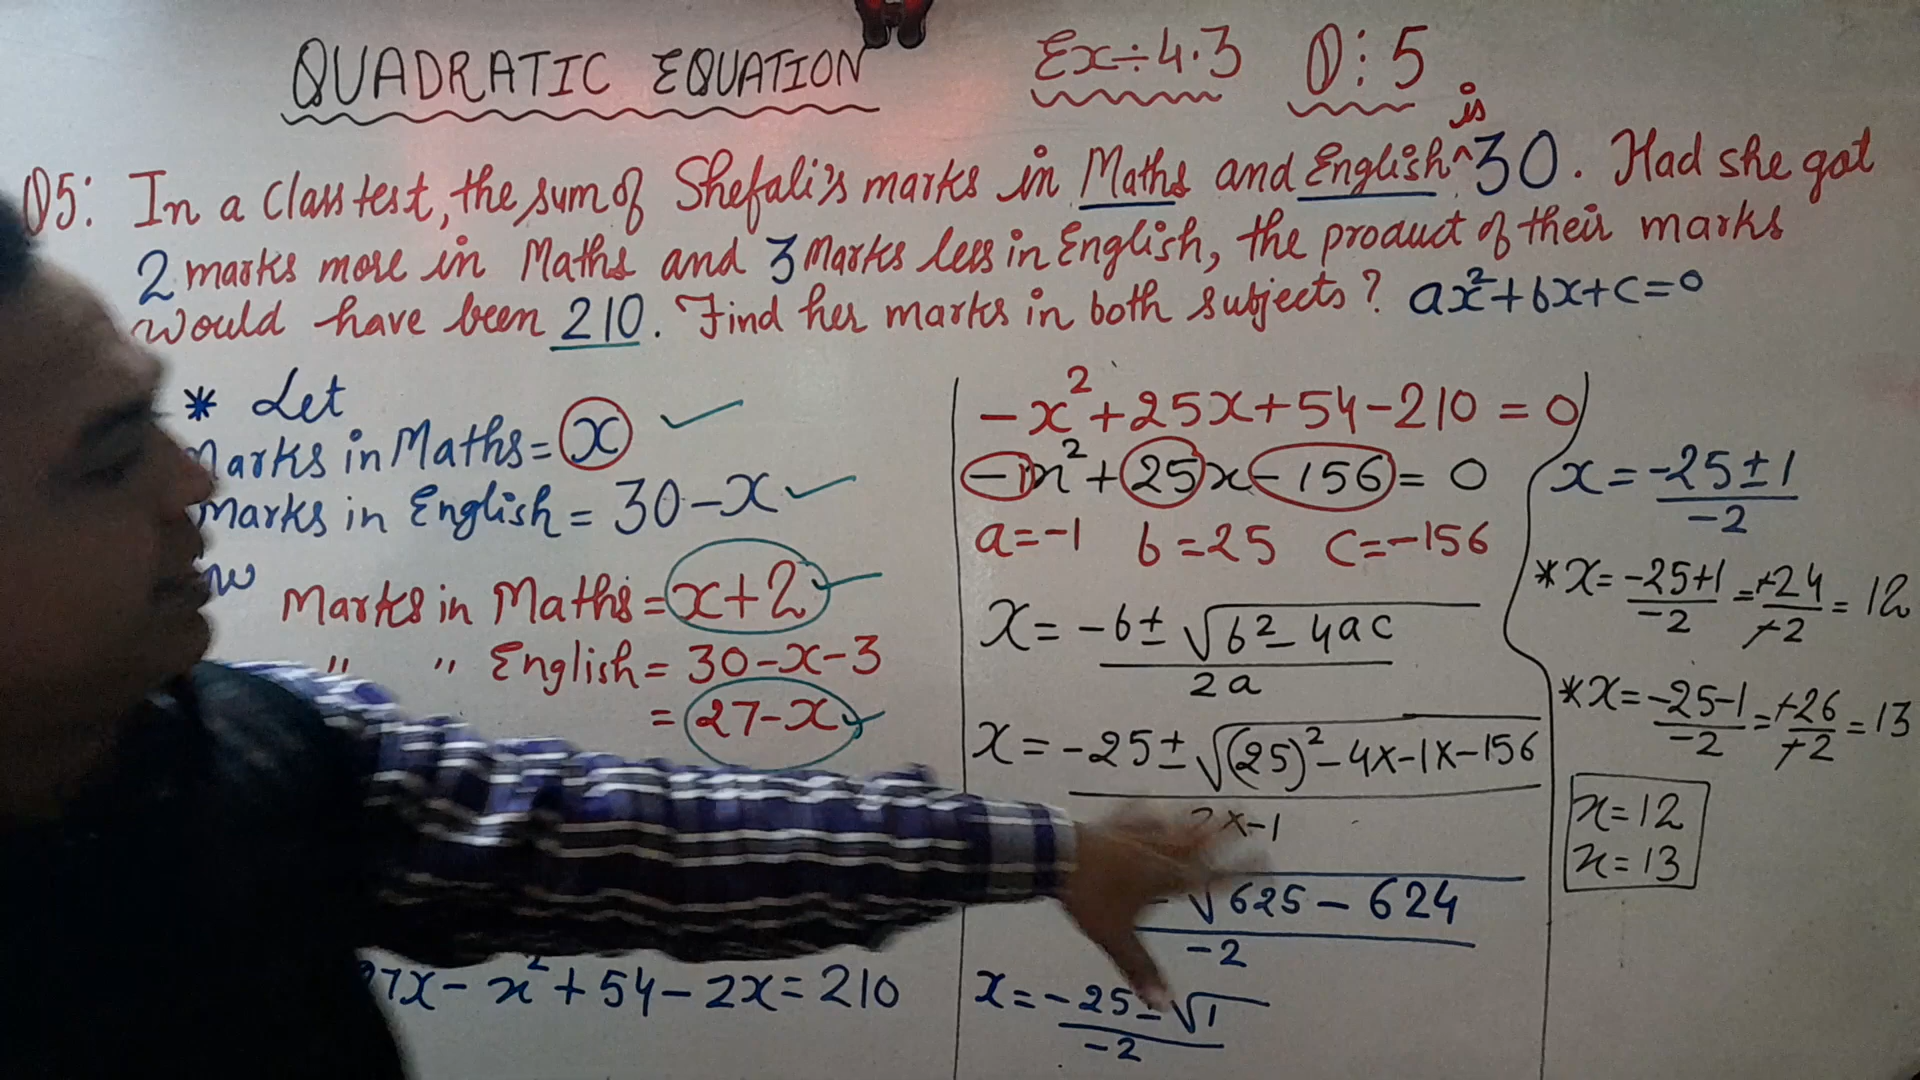 QUADRATIC EQUATION Ex÷4.3 Q:5
Q5: In a Class test, the sum of Shefali's marks in Maths and English ^is 30. Had she got
2 marks more in Maths and 3 Marks less in English, the product of their marks
would have been 210. Find her marks in both subjects? ax²+bx+c=0
* Let
Marks in Maths = x
Marks in English = 30-x
Marks in Maths = x+2
" " English = 30-x-3
= 27-x
7x-x²+54-2x=210
-x²+25x+54-210=0
-1x²+25x-156=0
a=-1 b=25 c=-156
x=-b±√b²-4ac
2a
x=-25±√(25)²-4x-1x-156
2x-1
√625-624
-2
x=-25±√1
-2
x=-25±1
-2
*x=-25+1/-2=-24/-2=12
*x=-25-1/-2=-26/-2=13
x=12
x=13